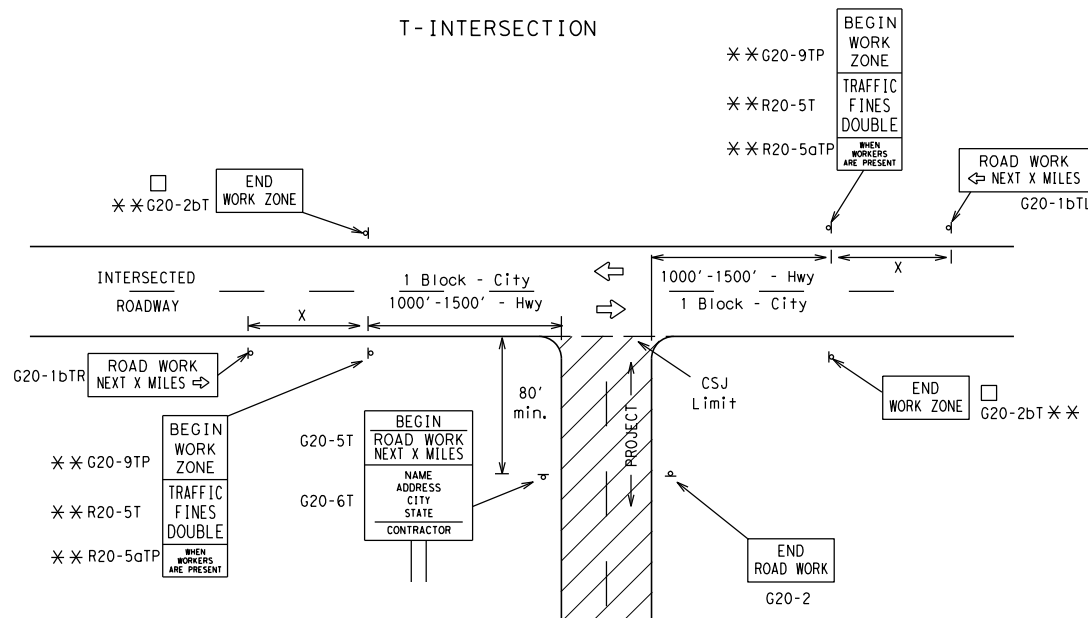 T-INTERSECTION
BEGIN
WORK
ZONE
** G20-9TP
TRAFFIC
FINES
DOUBLE
** R20-5T
WHEN
WORKERS
ARE PRESENT
** R20-5aTP
ROAD WORK
⇦ NEXT X MILES
G20-1bTL
END
WORK ZONE
□
** G20-2bT
INTERSECTED
ROADWAY
1 Block - City
1000'-1500' - Hwy
X
1000'-1500' - Hwy
1 Block - City
X
G20-1bTR
ROAD WORK
NEXT X MILES ⇨
80'
min.
CSJ
Limit
PROJECT
END
WORK ZONE
□
G20-2bT **
BEGIN
WORK
ZONE
** G20-9TP
TRAFFIC
FINES
DOUBLE
** R20-5T
WHEN
WORKERS
ARE PRESENT
** R20-5aTP
G20-5T
BEGIN
ROAD WORK
NEXT X MILES
G20-6T
NAME
ADDRESS
CITY
STATE
CONTRACTOR
END
ROAD WORK
G20-2